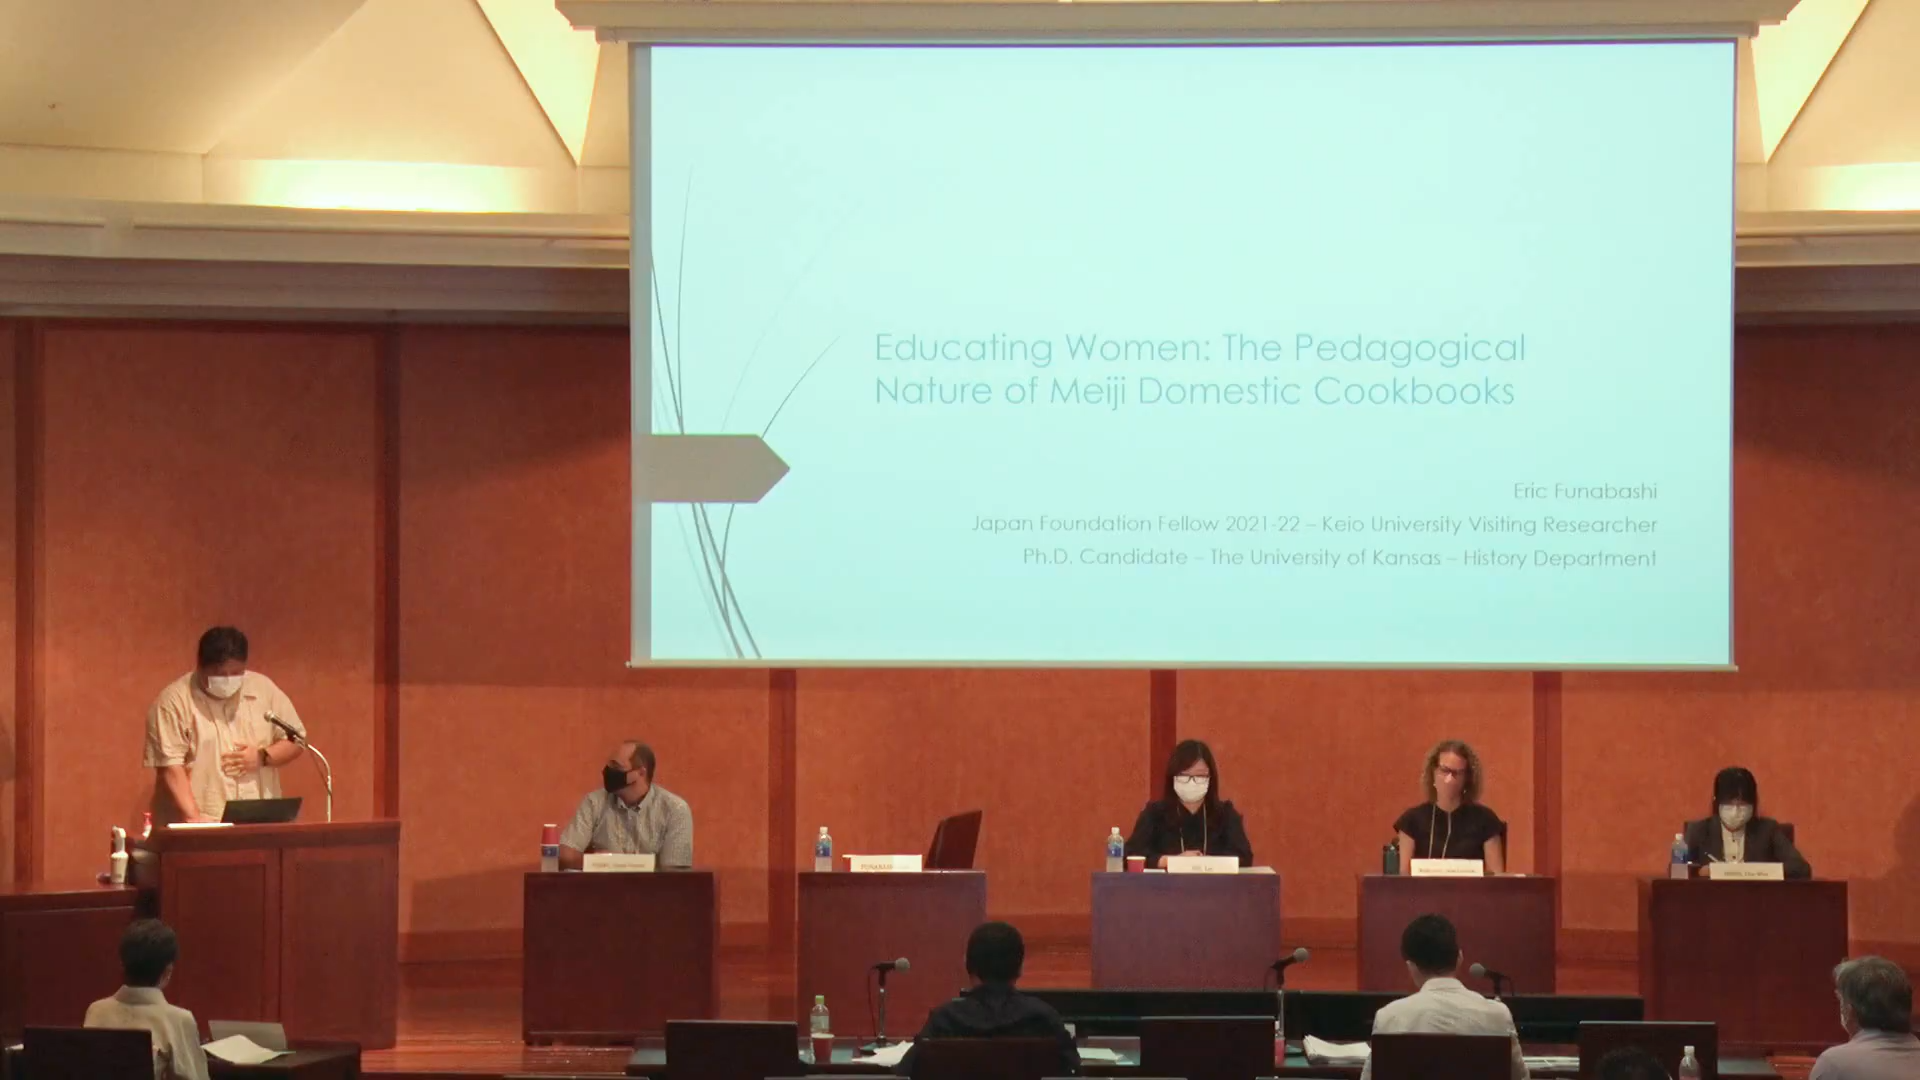 Educating Women: The Pedagogical
Nature of Meiji Domestic Cookbooks
Eric Funabashi
Japan Foundation Fellow 2021-22 – Keio University Visiting Researcher
Ph.D. Candidate – The University of Kansas – History Department